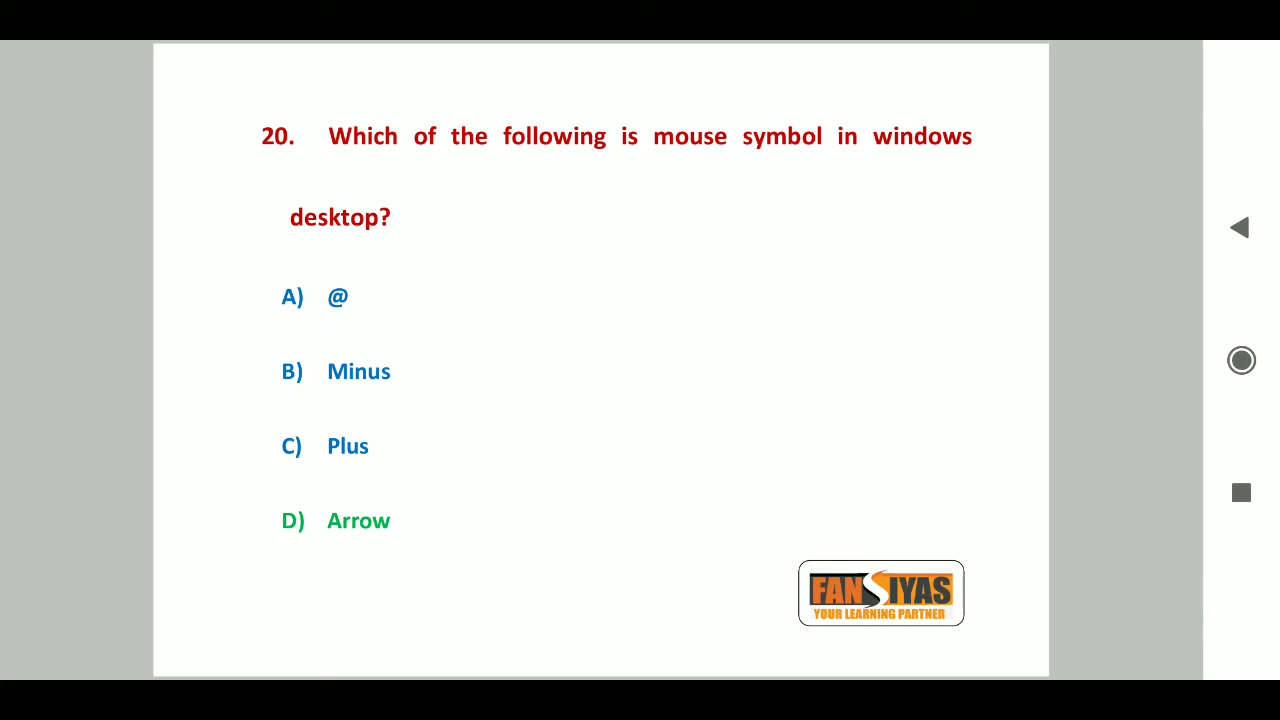 20. Which of the following is mouse symbol in windows
desktop?
A) @
B) Minus
C) Plus
D) Arrow
FANSIYAS
YOUR LEARNING PARTNER